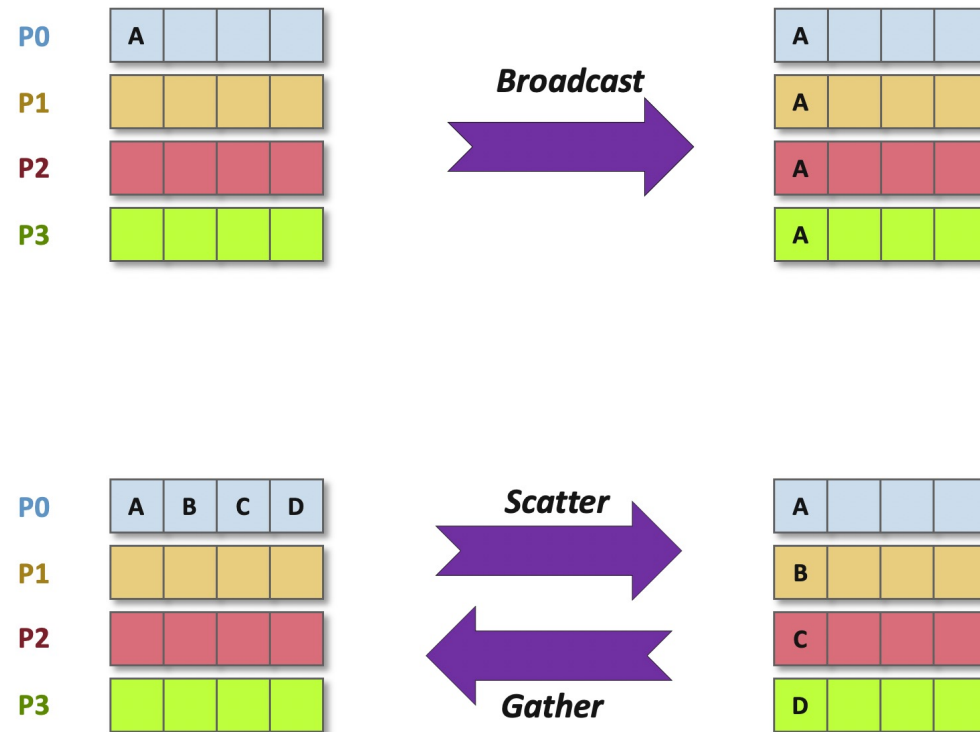 P0 A A
Broadcast
P1 A
P2 A
P3 A
P0 A B C D A
Scatter
P1 B
P2 C
P3 D
Gather